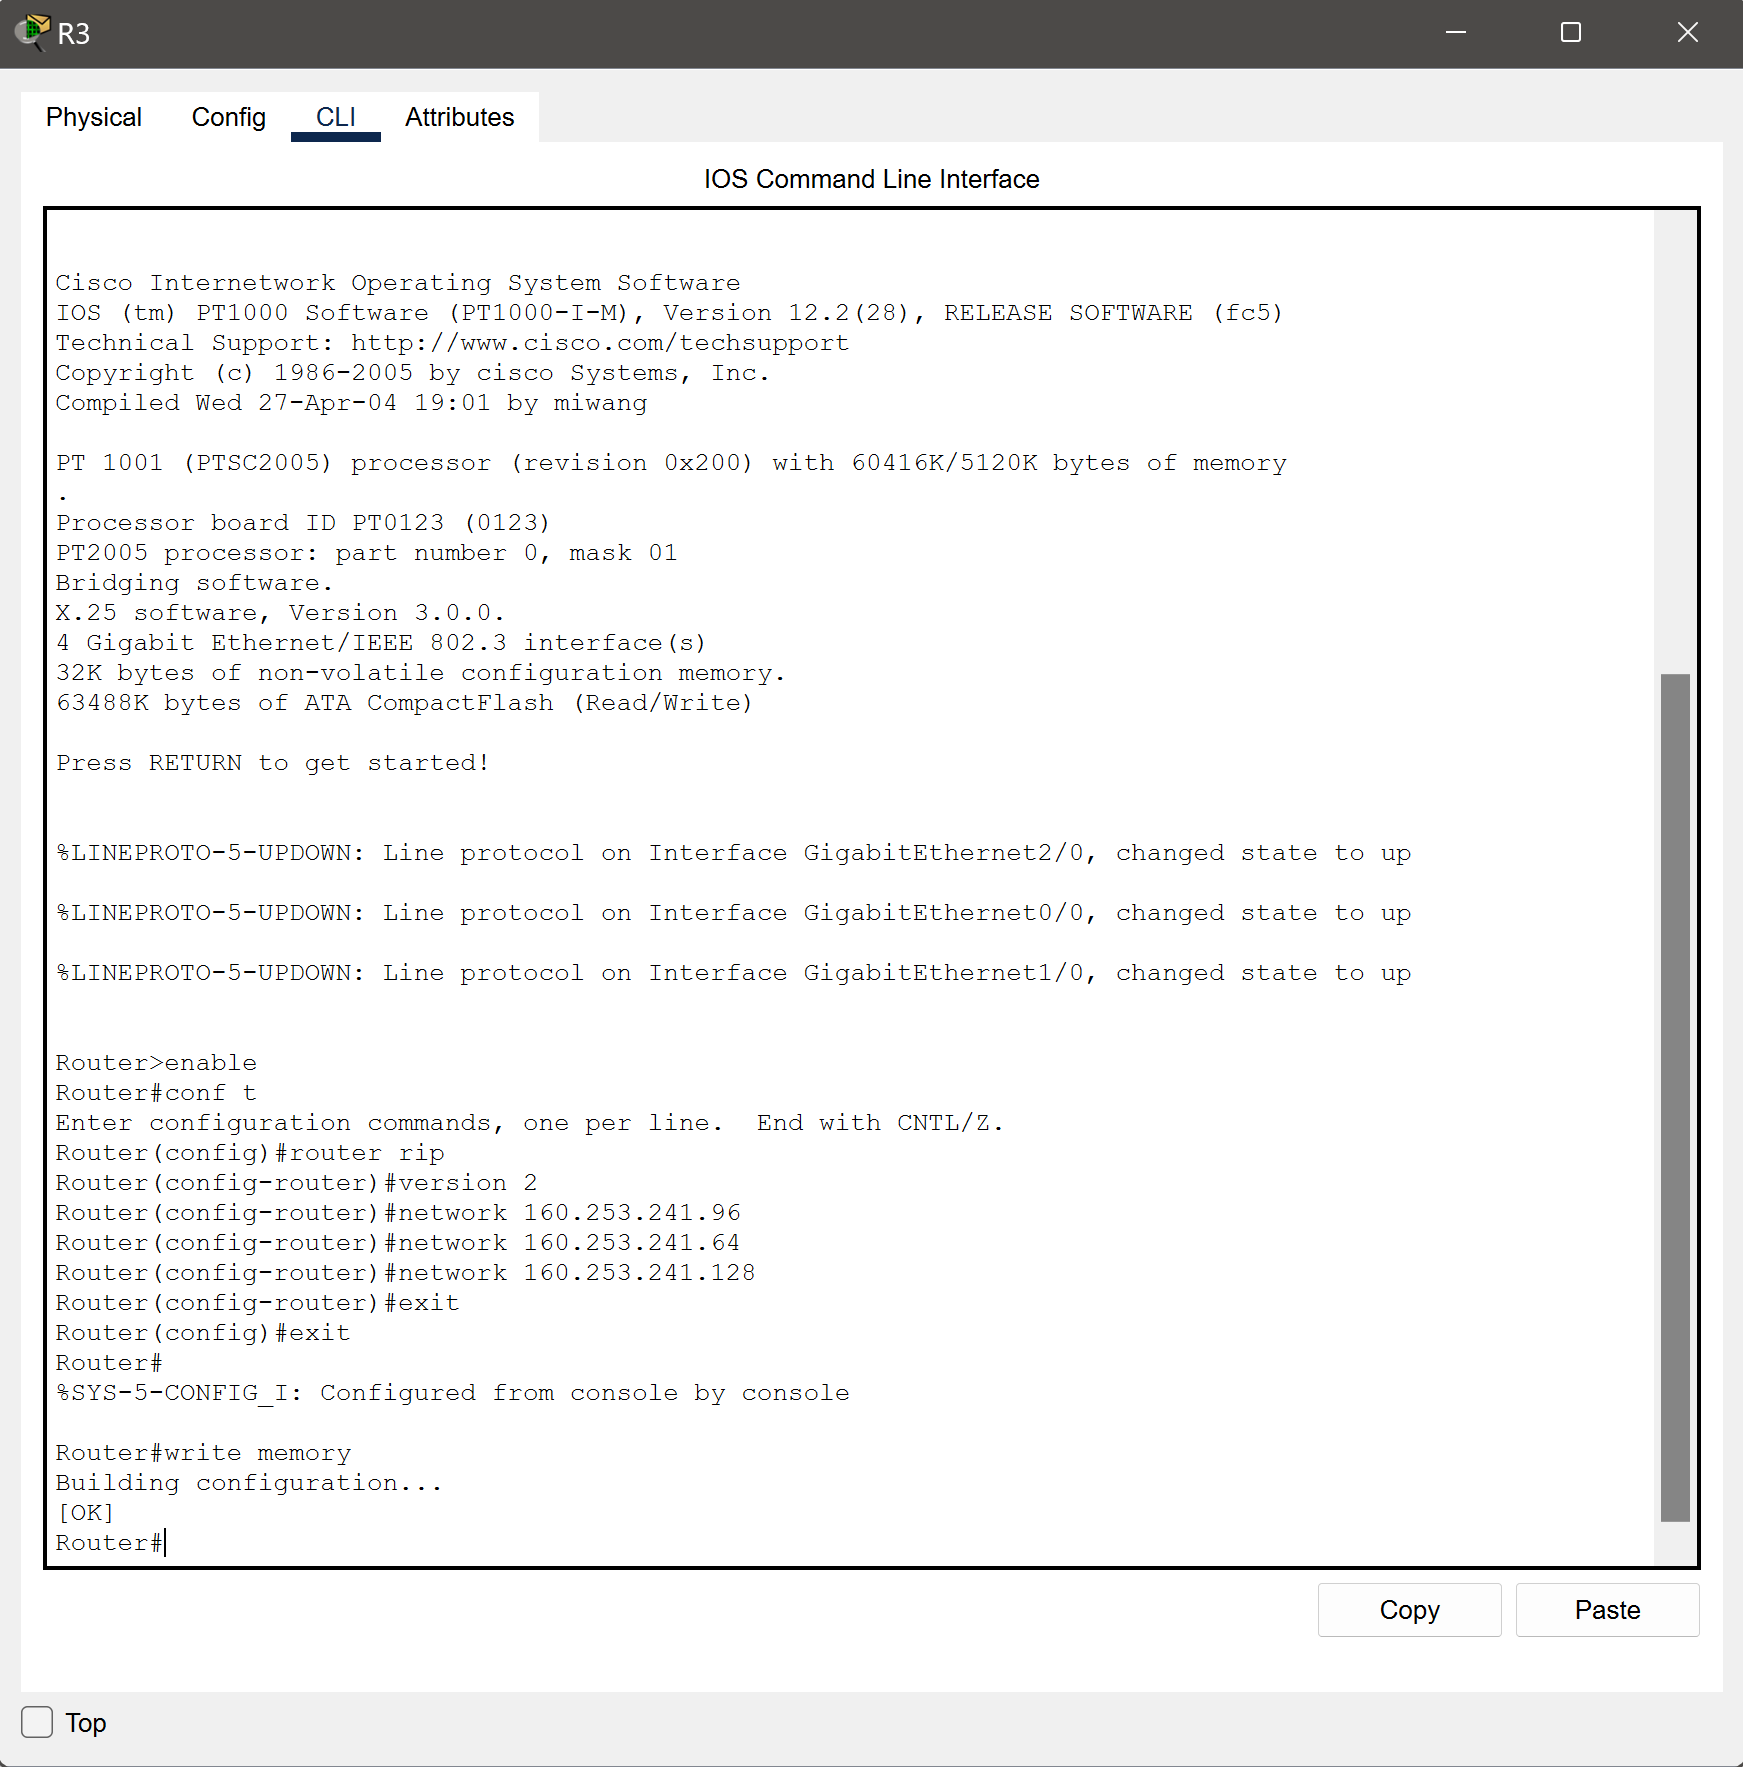 R3
Physical Config CLI Attributes
IOS Command Line Interface
Cisco Internetwork Operating System Software
IOS (tm) PT1000 Software (PT1000-I-M), Version 12.2(28), RELEASE SOFTWARE (fc5)
Technical Support: http://www.cisco.com/techsupport
Copyright (c) 1986-2005 by cisco Systems, Inc.
Compiled Wed 27-Apr-04 19:01 by miwang
PT 1001 (PTSC2005) processor (revision 0x200) with 60416K/5120K bytes of memory
.
Processor board ID PT0123 (0123)
PT2005 processor: part number 0, mask 01
Bridging software.
X.25 software, Version 3.0.0.
4 Gigabit Ethernet/IEEE 802.3 interface(s)
32K bytes of non-volatile configuration memory.
63488K bytes of ATA CompactFlash (Read/Write)
Press RETURN to get started!
%LINEPROTO-5-UPDOWN: Line protocol on Interface GigabitEthernet2/0, changed state to up
%LINEPROTO-5-UPDOWN: Line protocol on Interface GigabitEthernet0/0, changed state to up
%LINEPROTO-5-UPDOWN: Line protocol on Interface GigabitEthernet1/0, changed state to up
Router>enable
Router#conf t
Enter configuration commands, one per line.  End with CNTL/Z.
Router(config)#router rip
Router(config-router)#version 2
Router(config-router)#network 160.253.241.96
Router(config-router)#network 160.253.241.64
Router(config-router)#network 160.253.241.128
Router(config-router)#exit
Router(config)#exit
Router#
%SYS-5-CONFIG_I: Configured from console by console
Router#write memory
Building configuration...
[OK]
Router#
Copy Paste
Top